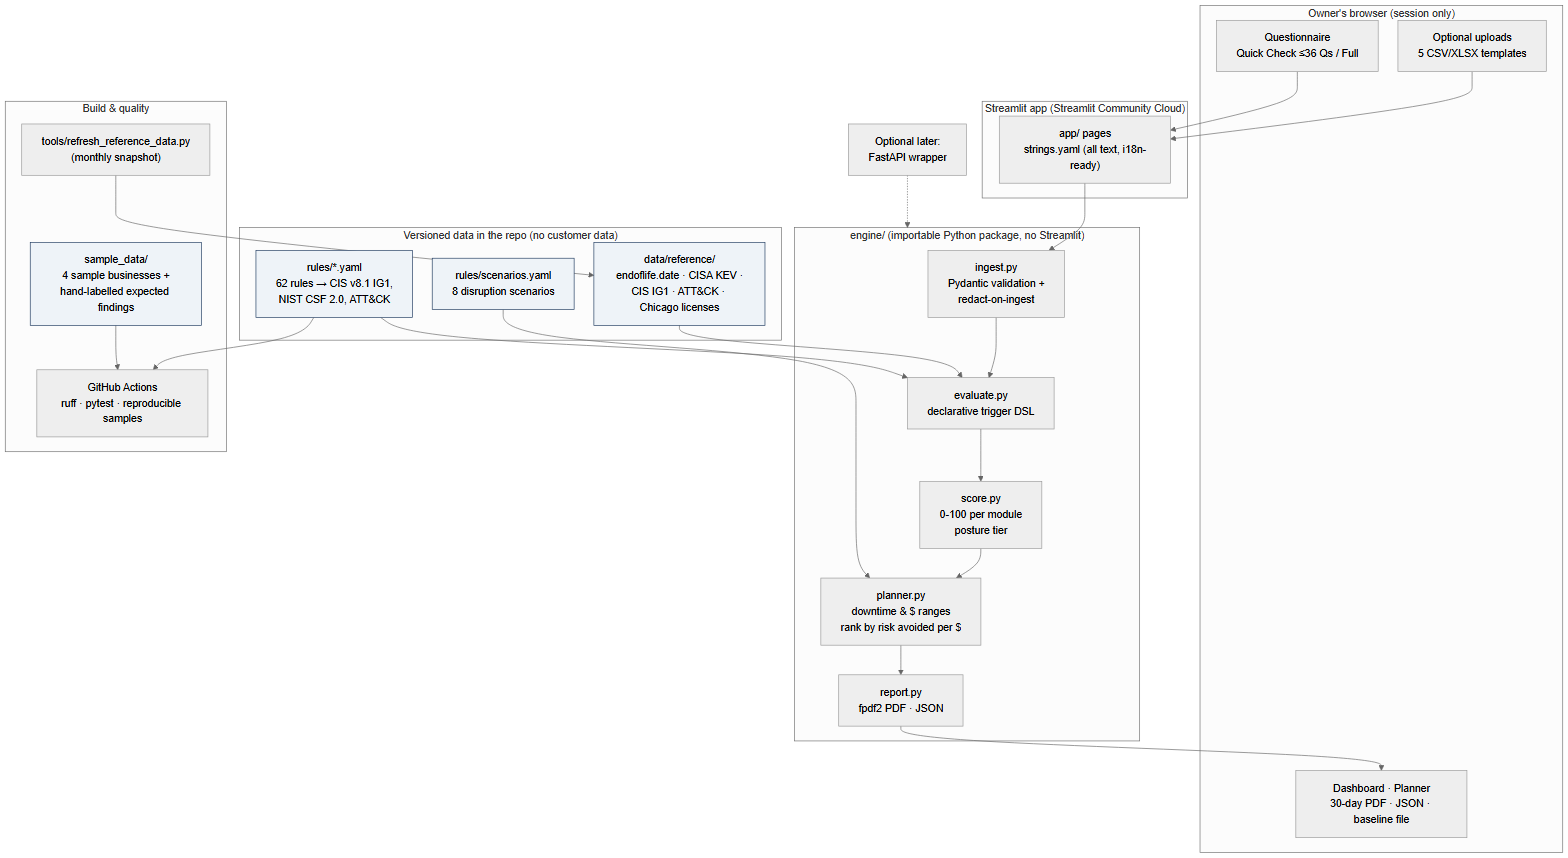 Owner's browser (session only)
Questionnaire
Quick Check ≤36 Qs / Full
Optional uploads
5 CSV/XLSX templates
Build & quality
tools/refresh_reference_data.py
(monthly snapshot)
sample_data/
4 sample businesses +
hand-labelled expected
findings
GitHub Actions
ruff · pytest · reproducible
samples
Streamlit app (Streamlit Community Cloud)
app/ pages
strings.yaml (all text, i18n-
ready)
Optional later:
FastAPI wrapper
Versioned data in the repo (no customer data)
rules/*.yaml
62 rules → CIS v8.1 IG1,
NIST CSF 2.0, ATT&CK
rules/scenarios.yaml
8 disruption scenarios
data/reference/
endoflife.date · CISA KEV ·
CIS IG1 · ATT&CK ·
Chicago licenses
engine/ (importable Python package, no Streamlit)
ingest.py
Pydantic validation +
redact-on-ingest
evaluate.py
declarative trigger DSL
score.py
0-100 per module
posture tier
planner.py
downtime & $ ranges
rank by risk avoided per $
report.py
fpdf2 PDF · JSON
Dashboard · Planner
30-day PDF · JSON ·
baseline file